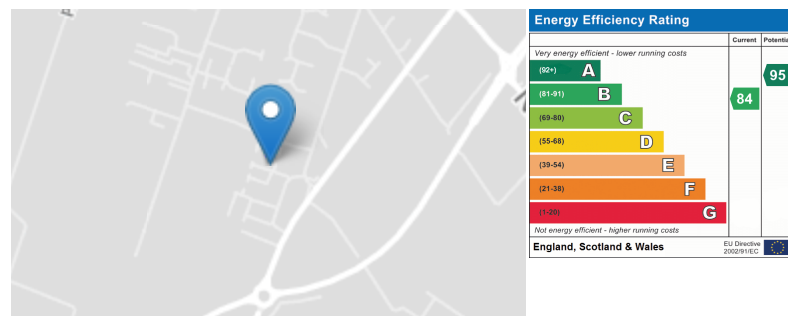 Energy Efficiency Rating
Current
Very energy efficient - lower running costs
(92+) A
95
(81-91) B
84
(69-80) C
(55-68) D
(39-54) E
(21-38) F
(1-20) G
Not energy efficient - higher running costs
England, Scotland & Wales
EU Directive
2002/91/EC